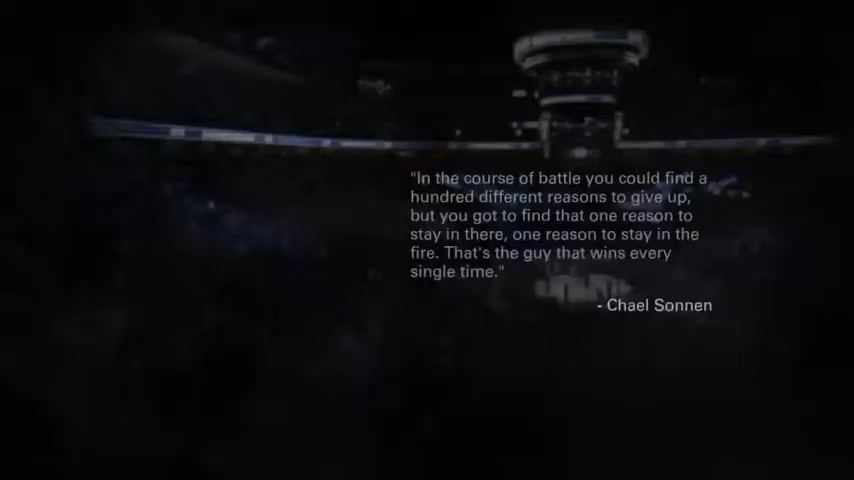 "In the course of battle you could find a
hundred different reasons to give up,
but you got to find that one reason to
stay in there, one reason to stay in the
fire. That's the guy that wins every
single time."
- Chael Sonnen